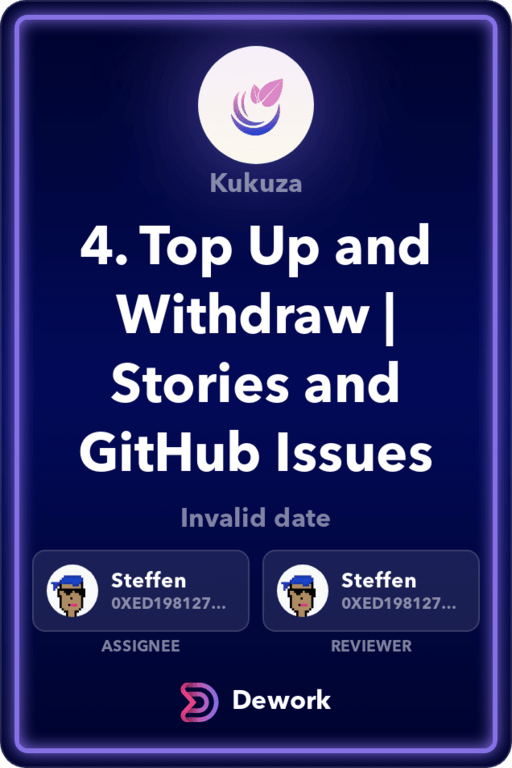 Kukuza
4. Top Up and
Withdraw |
Stories and
GitHub Issues
Invalid date
Steffen
0XED198127...
ASSIGNEE
Steffen
0XED198127...
REVIEWER
Dework